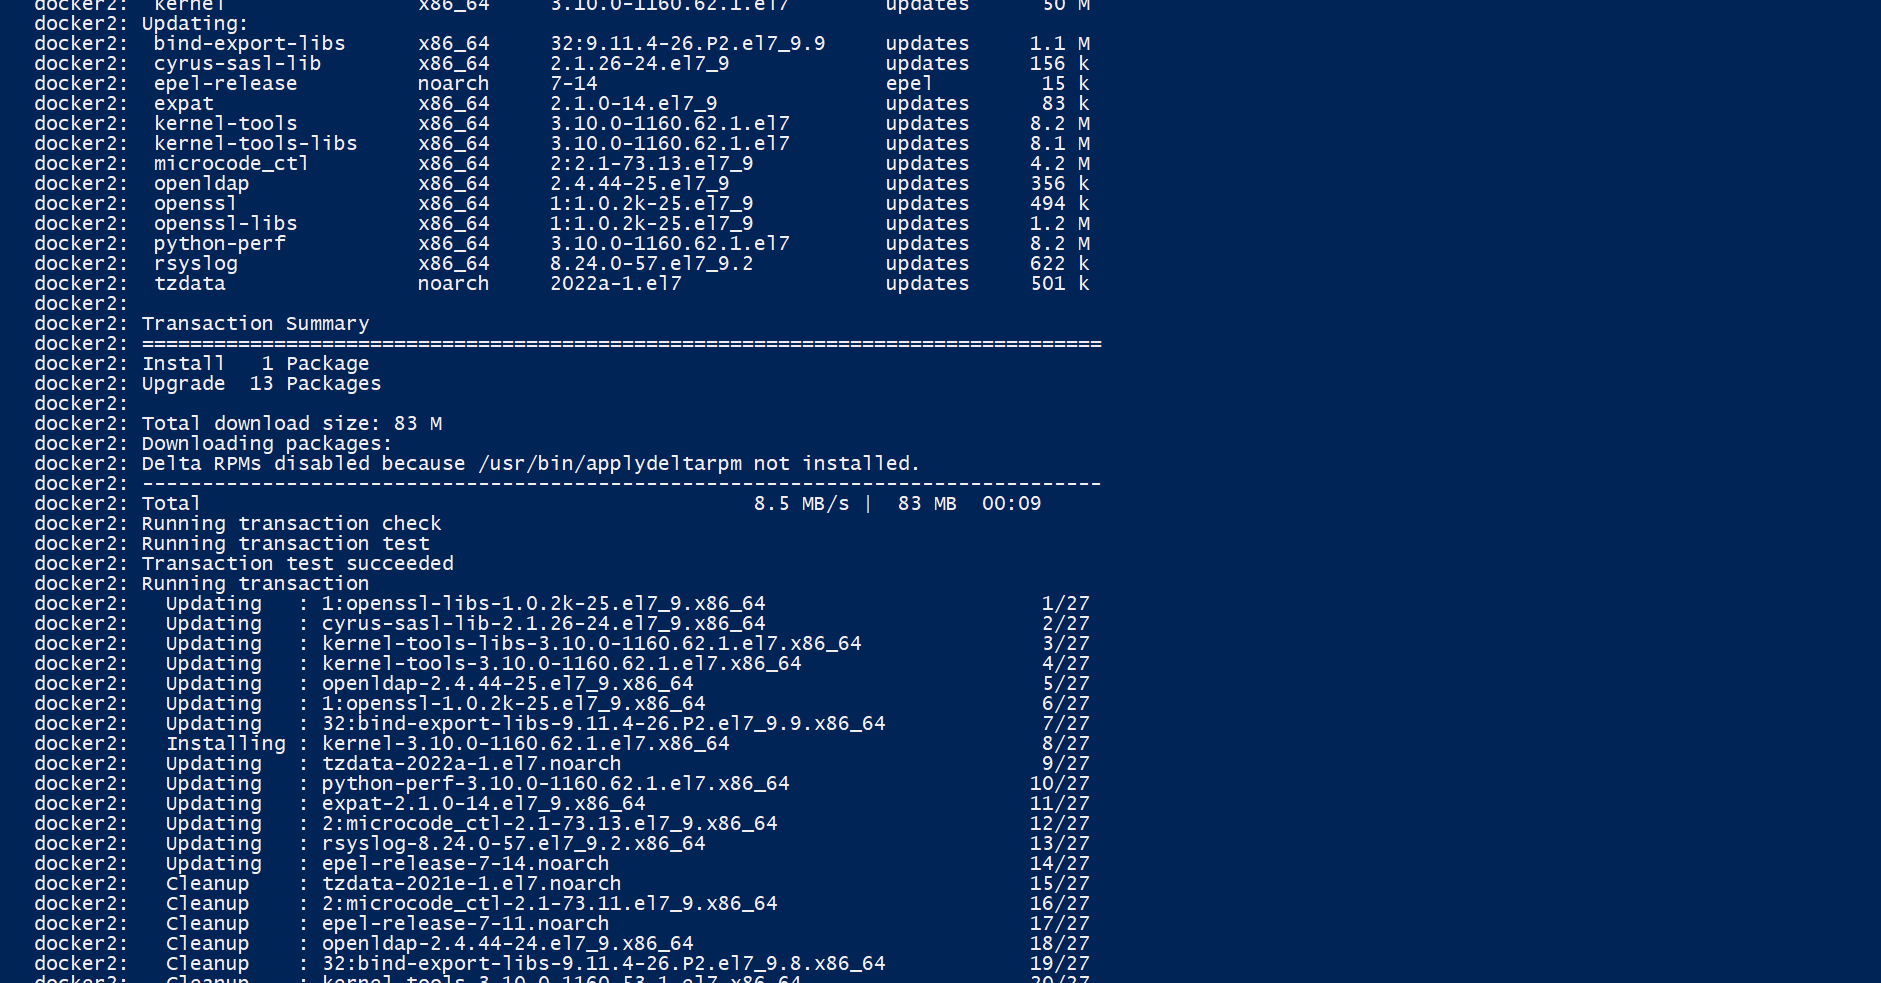 docker2:  kernel                x86_64     3.10.0-1160.62.1.el7        updates      50 M
docker2: Updating:
docker2:  bind-export-libs      x86_64     32:9.11.4-26.P2.el7_9.9     updates     1.1 M
docker2:  cyrus-sasl-lib        x86_64     2.1.26-24.el7_9             updates     156 k
docker2:  epel-release          noarch     7-14                        epel         15 k
docker2:  expat                 x86_64     2.1.0-14.el7_9              updates      83 k
docker2:  kernel-tools          x86_64     3.10.0-1160.62.1.el7        updates     8.2 M
docker2:  kernel-tools-libs     x86_64     3.10.0-1160.62.1.el7        updates     8.1 M
docker2:  microcode_ctl         x86_64     2:2.1-73.13.el7_9           updates     4.2 M
docker2:  openldap              x86_64     2.4.44-25.el7_9             updates     356 k
docker2:  openssl               x86_64     1:1.0.2k-25.el7_9           updates     494 k
docker2:  openssl-libs          x86_64     1:1.0.2k-25.el7_9           updates     1.2 M
docker2:  python-perf           x86_64     3.10.0-1160.62.1.el7        updates     8.2 M
docker2:  rsyslog               x86_64     8.24.0-57.el7_9.2           updates     622 k
docker2:  tzdata                noarch     2022a-1.el7                 updates     501 k
docker2:
docker2: Transaction Summary
docker2: ================================================================================
docker2: Install   1 Package
docker2: Upgrade  13 Packages
docker2:
docker2: Total download size: 83 M
docker2: Downloading packages:
docker2: Delta RPMs disabled because /usr/bin/applydeltarpm not installed.
docker2: --------------------------------------------------------------------------------
docker2: Total                                              8.5 MB/s |  83 MB  00:09
docker2: Running transaction check
docker2: Running transaction test
docker2: Transaction test succeeded
docker2: Running transaction
docker2:   Updating   : 1:openssl-libs-1.0.2k-25.el7_9.x86_64                       1/27
docker2:   Updating   : cyrus-sasl-lib-2.1.26-24.el7_9.x86_64                       2/27
docker2:   Updating   : kernel-tools-libs-3.10.0-1160.62.1.el7.x86_64               3/27
docker2:   Updating   : kernel-tools-3.10.0-1160.62.1.el7.x86_64                    4/27
docker2:   Updating   : openldap-2.4.44-25.el7_9.x86_64                             5/27
docker2:   Updating   : 1:openssl-1.0.2k-25.el7_9.x86_64                            6/27
docker2:   Updating   : 32:bind-export-libs-9.11.4-26.P2.el7_9.9.x86_64             7/27
docker2:   Installing : kernel-3.10.0-1160.62.1.el7.x86_64                          8/27
docker2:   Updating   : tzdata-2022a-1.el7.noarch                                   9/27
docker2:   Updating   : python-perf-3.10.0-1160.62.1.el7.x86_64                    10/27
docker2:   Updating   : expat-2.1.0-14.el7_9.x86_64                                11/27
docker2:   Updating   : 2:microcode_ctl-2.1-73.13.el7_9.x86_64                     12/27
docker2:   Updating   : rsyslog-8.24.0-57.el7_9.2.x86_64                           13/27
docker2:   Updating   : epel-release-7-14.noarch                                   14/27
docker2:   Cleanup    : tzdata-2021e-1.el7.noarch                                  15/27
docker2:   Cleanup    : 2:microcode_ctl-2.1-73.11.el7_9.x86_64                     16/27
docker2:   Cleanup    : epel-release-7-11.noarch                                   17/27
docker2:   Cleanup    : openldap-2.4.44-24.el7_9.x86_64                            18/27
docker2:   Cleanup    : 32:bind-export-libs-9.11.4-26.P2.el7_9.8.x86_64            19/27
docker2:   Cleanup    : kernel-tools-3.10.0-1160.53.1.el7.x86_64                   20/27